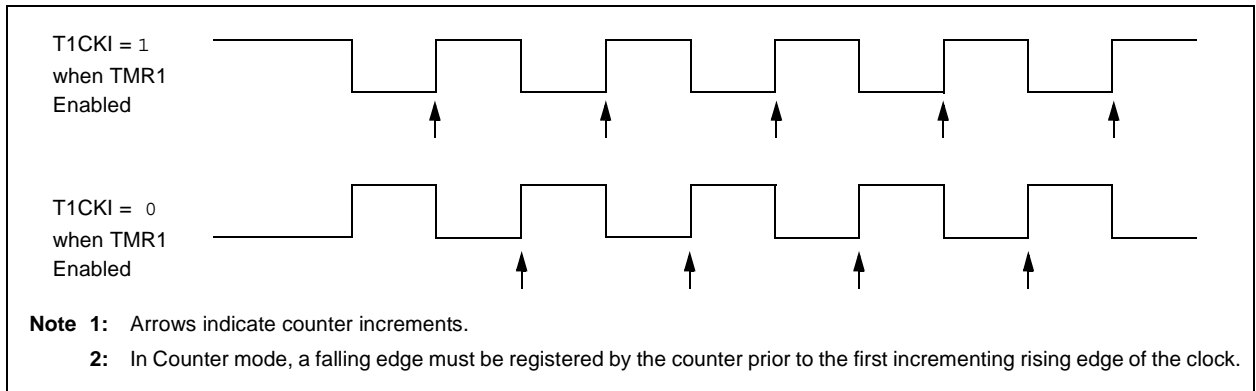 T1CKI = 1
when TMR1
Enabled
T1CKI = 0
when TMR1
Enabled
Note 1: Arrows indicate counter increments.
2: In Counter mode, a falling edge must be registered by the counter prior to the first incrementing rising edge of the clock.